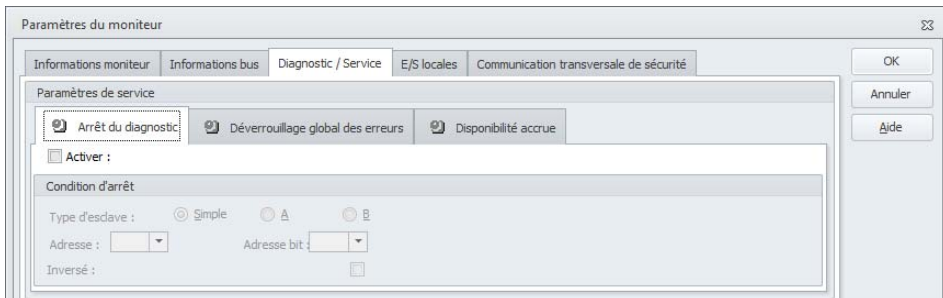 Paramètres du moniteur
Informations moniteur Informations bus Diagnostic / Service E/S locales Communication transversale de sécurité OK
Paramètres de service Annuler
Arrêt du diagnostic Déverrouillage global des erreurs Disponibilité accrue Aide
Activer :
Condition d'arrêt
Type d'esclave : Simple A B
Adresse : Adresse bit :
Inversé :